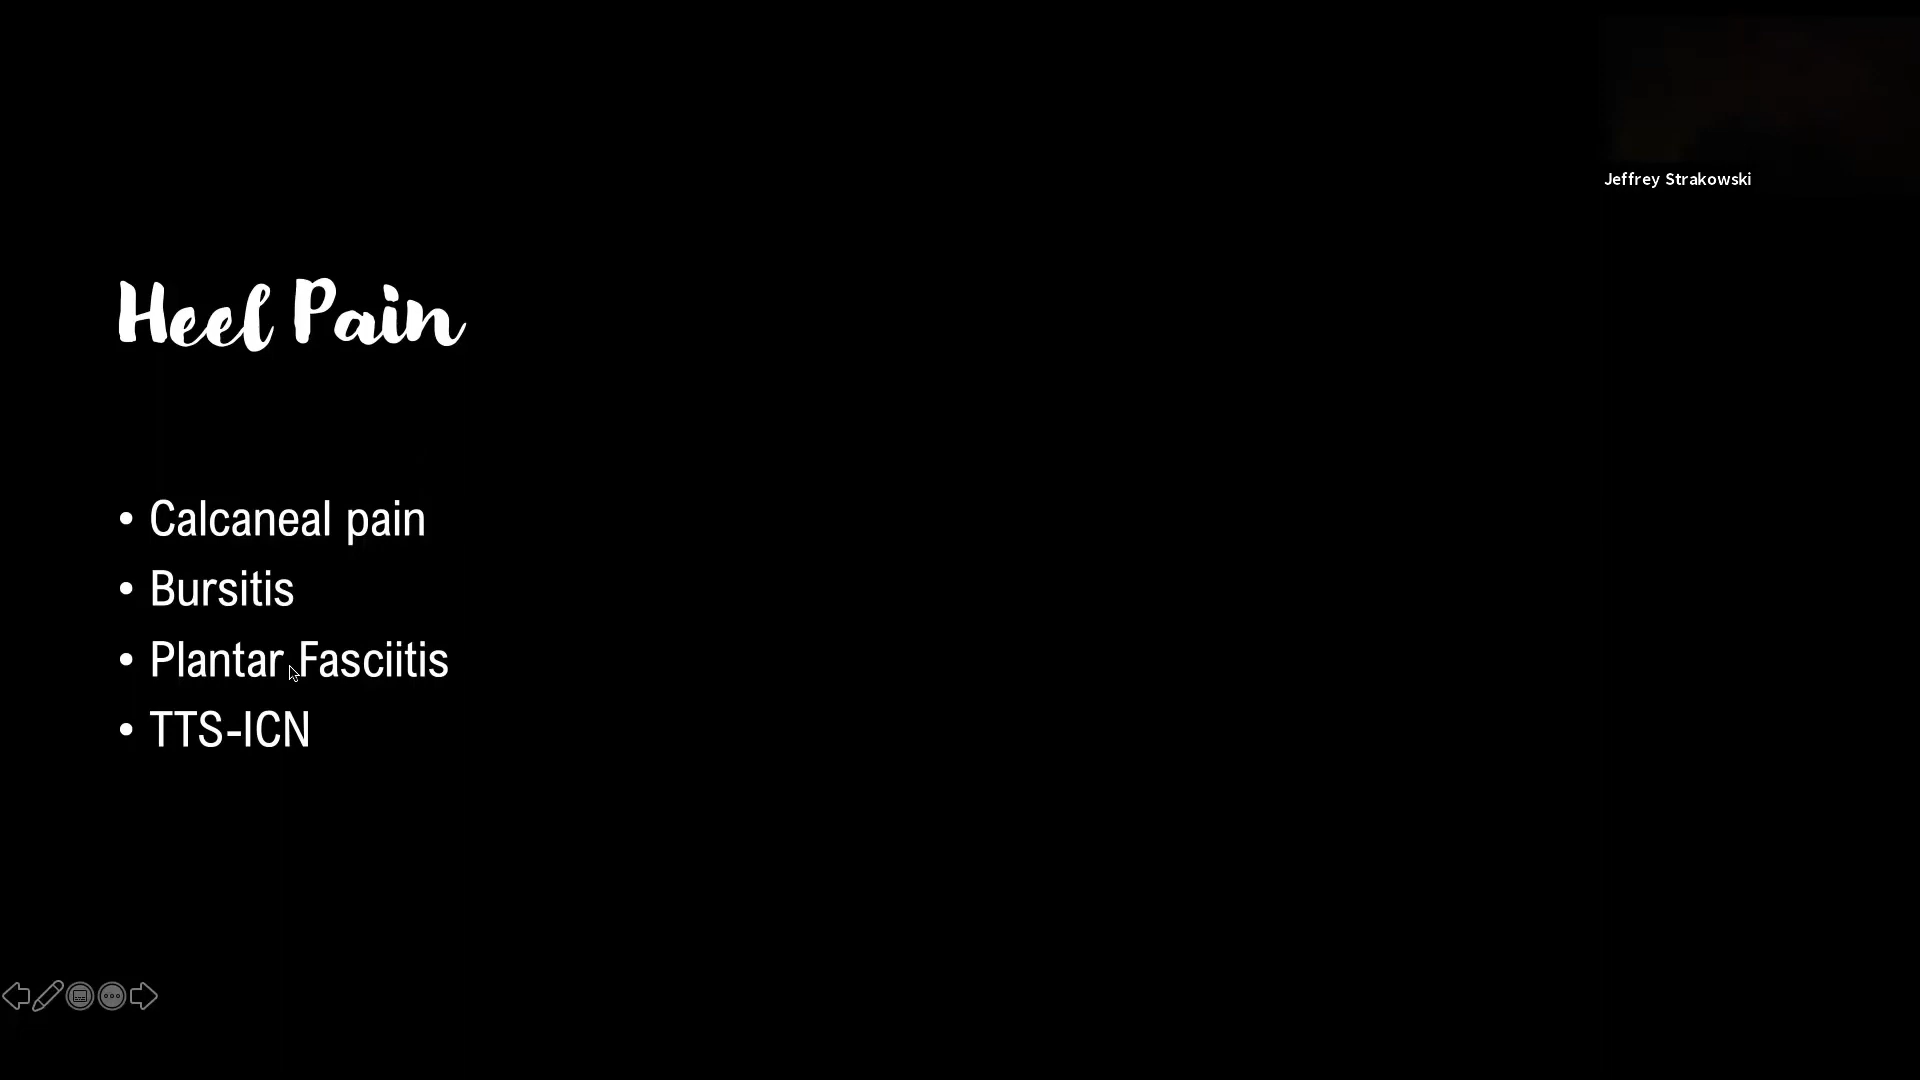 Jeffrey Strakowski
Heel Pain
• Calcaneal pain
• Bursitis
• Plantar Fasciitis
• TTS-ICN